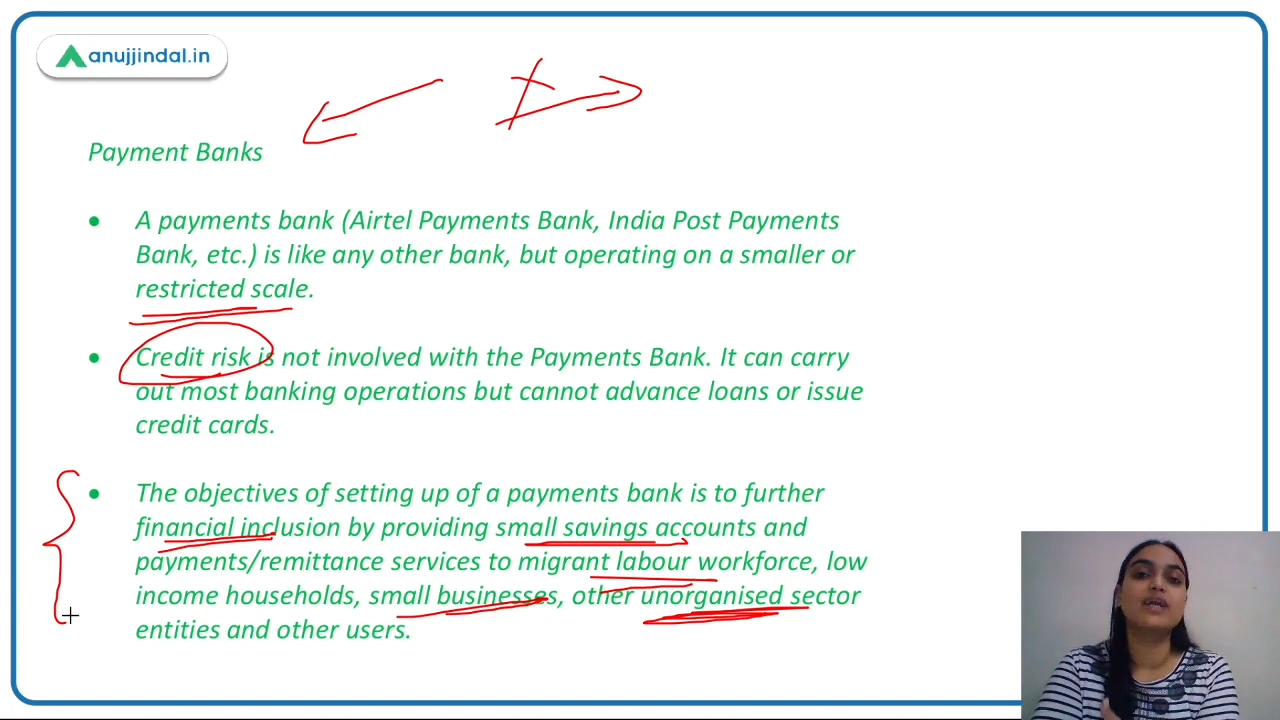 anujjindal.in
Payment Banks
• A payments bank (Airtel Payments Bank, India Post Payments
Bank, etc.) is like any other bank, but operating on a smaller or
restricted scale.
• Credit risk is not involved with the Payments Bank. It can carry
out most banking operations but cannot advance loans or issue
credit cards.
• The objectives of setting up of a payments bank is to further
financial inclusion by providing small savings accounts and
payments/remittance services to migrant labour workforce, low
income households, small businesses, other unorganised sector
entities and other users.